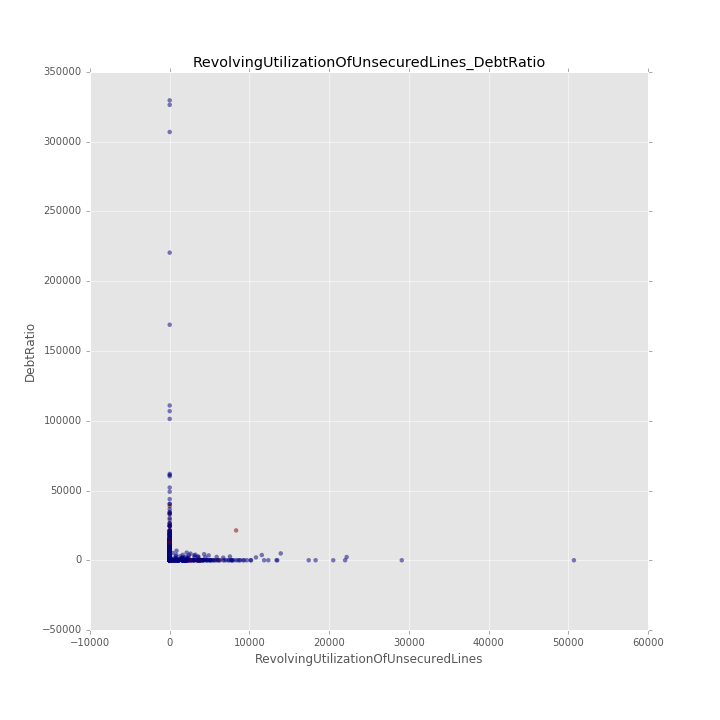 RevolvingUtilizationOfUnsecuredLines_DebtRatio
350000
300000
250000
200000
150000
100000
50000
0
−50000
DebtRatio
−10000 0 10000 20000 30000 40000 50000 60000
RevolvingUtilizationOfUnsecuredLines